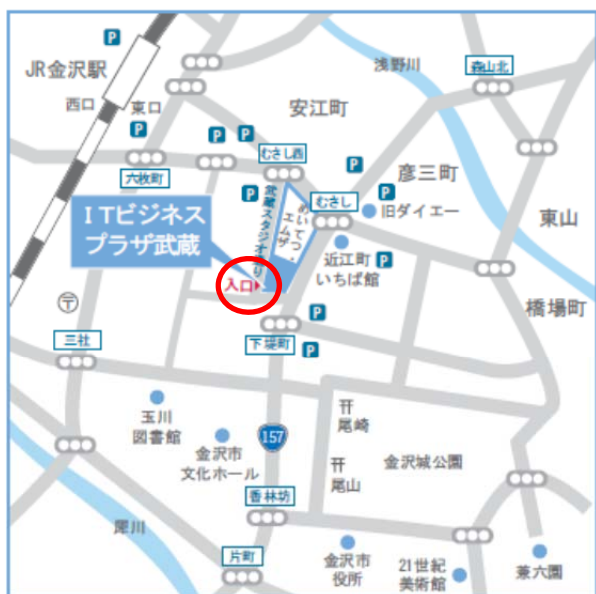 P
JR金沢駅
西口
東口
P
浅野川
森山北
安江町
P
P
むさし西
P
彦三町
六枚町
P
むさし
P
旧ダイエー
東山
ITビジネス
プラザ武蔵
武蔵スタジオ通り
めいてつ・
エムザ
近江町
いちば館
P
入口
橋場町
〒
P
三社
下堤町
P
玉川
図書館
尾崎
157
金沢市
文化ホール
尾山
金沢城公園
香林坊
犀川
片町
金沢市
役所
21世紀
美術館
兼六園